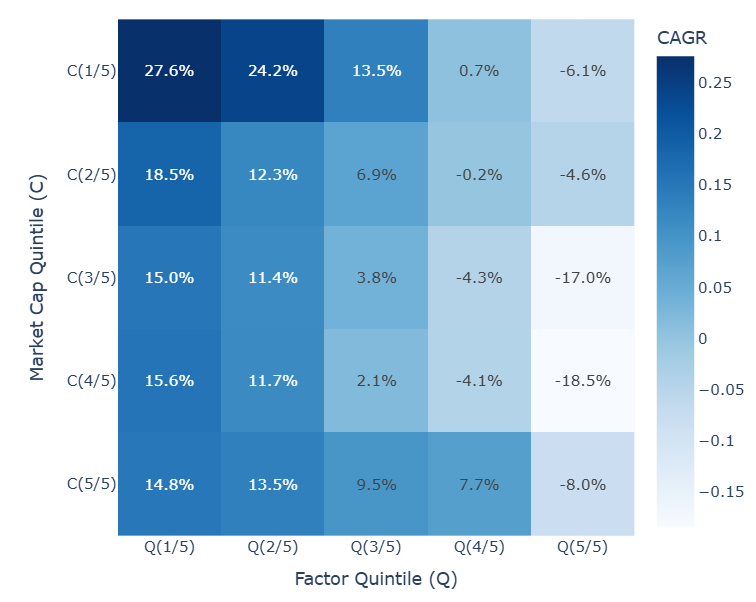 CAGR
C(1/5) 27.6% 24.2% 13.5% 0.7% -6.1%
C(2/5) 18.5% 12.3% 6.9% -0.2% -4.6%
C(3/5) 15.0% 11.4% 3.8% -4.3% -17.0%
C(4/5) 15.6% 11.7% 2.1% -4.1% -18.5%
C(5/5) 14.8% 13.5% 9.5% 7.7% -8.0%
Q(1/5) Q(2/5) Q(3/5) Q(4/5) Q(5/5)
Factor Quintile (Q)
Market Cap Quintile (C)
0.25
0.2
0.15
0.1
0.05
0
−0.05
−0.1
−0.15